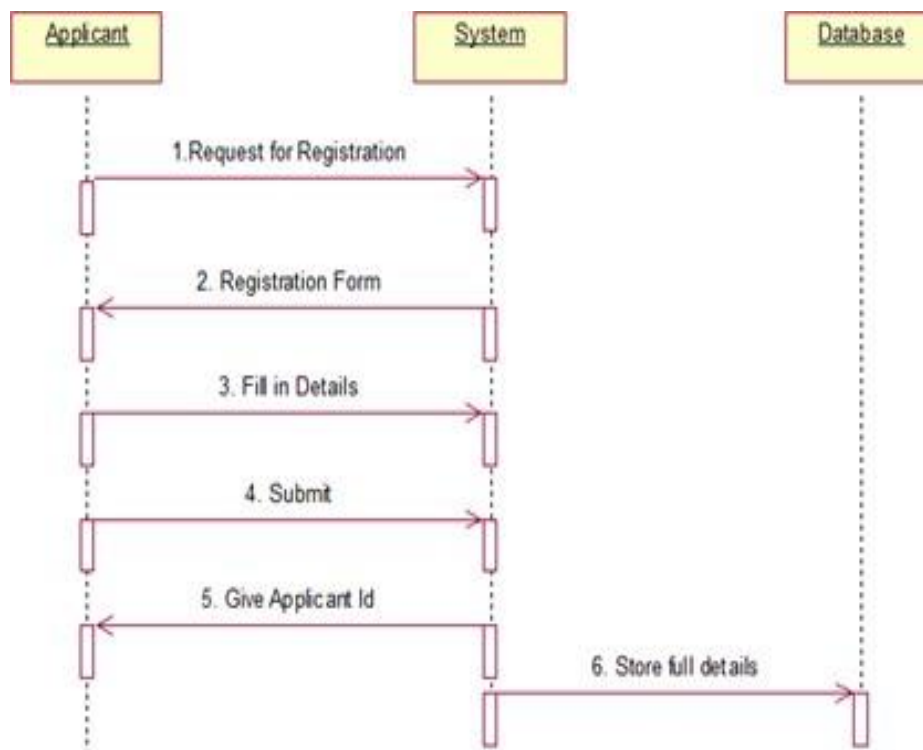 Applicant
System
Database
1.Request for Registration
2. Registration Form
3. Fill in Details
4. Submit
5. Give Applicant Id
6. Store full details